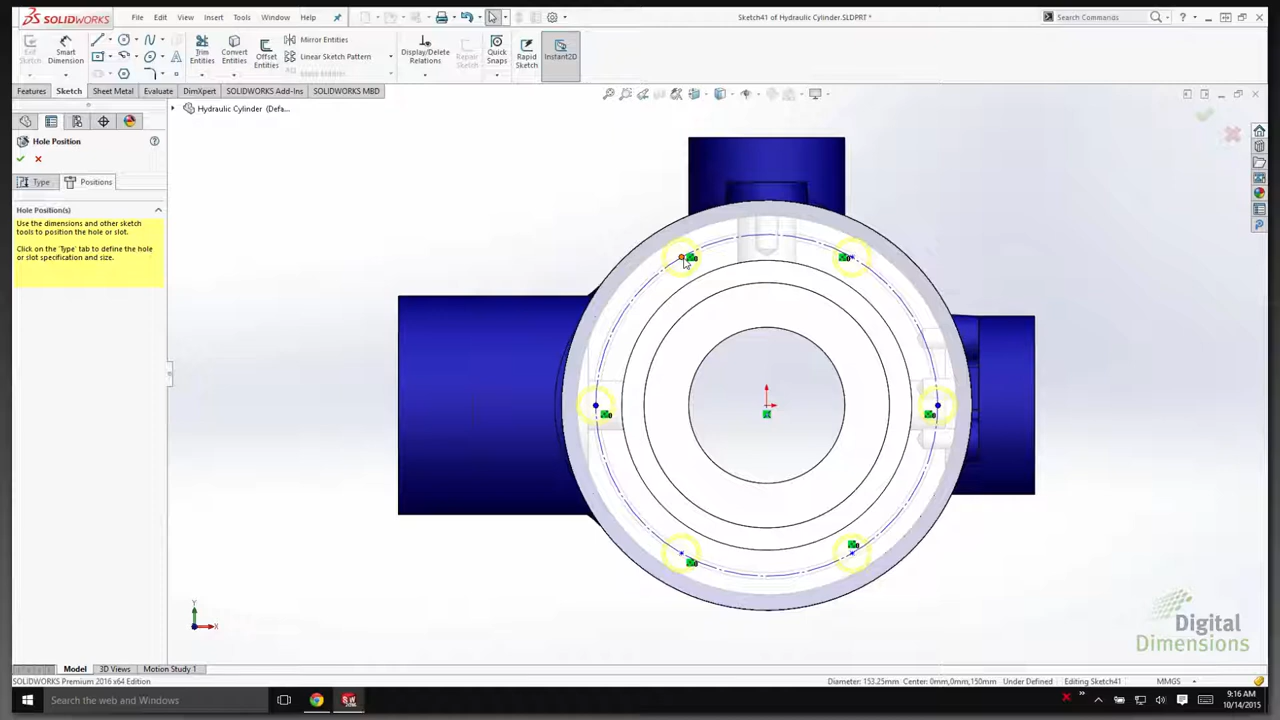 SOLIDWORKS
File
Edit
View
Insert
Tools
Window
Help
Sketch41 of Hydraulic Cylinder.SLDPRT *
Search Commands
Exit Sketch
Smart Dimension
Trim Entities
Convert Entities
Offset Entities
Mirror Entities
Linear Sketch Pattern
Display/Delete Relations
Repair Sketch
Quick Snaps
Rapid Sketch
Instant2D
Features
Sketch
Sheet Metal
Evaluate
DimXpert
SOLIDWORKS Add-Ins
SOLIDWORKS MBD
Hydraulic Cylinder (Defa...
Hole Position
Type
Positions
Hole Position(s)
Use the dimensions and other sketch
tools to position the hole or slot.
Click on the 'Type' tab to define the hole
or slot specification and size.
Y
X
Digital
Dimensions
Model
3D Views
Motion Study 1
SOLIDWORKS Premium 2016 x64 Edition
Diameter: 153.25mm
Center: 0mm,0mm,150mm
Under Defined
Editing Sketch41
MMGS
Search the web and Windows
9:16 AM
10/14/2015